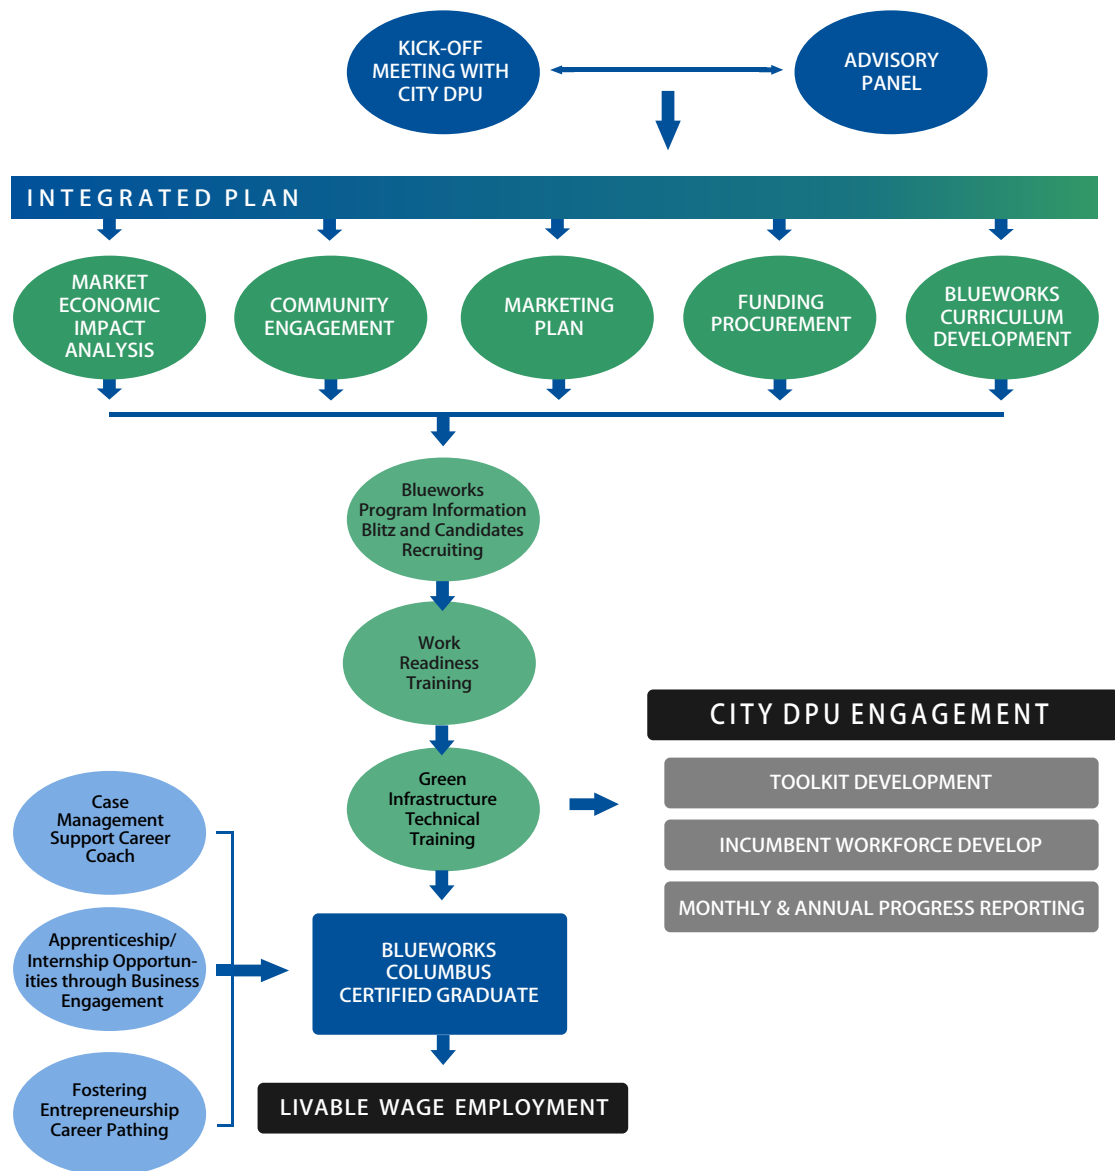 KICK-OFF
MEETING WITH
CITY DPU
ADVISORY
PANEL
INTEGRATED PLAN
MARKET
ECONOMIC
IMPACT
ANALYSIS
COMMUNITY
ENGAGEMENT
MARKETING
PLAN
FUNDING
PROCUREMENT
BLUEWORKS
CURRICULUM
DEVELOPMENT
Blueworks
Program Information
Blitz and Candidates
Recruiting
Work
Readiness
Training
Green
Infrastructure
Technical
Training
CITY DPU ENGAGEMENT
TOOLKIT DEVELOPMENT
INCUMBENT WORKFORCE DEVELOP
MONTHLY & ANNUAL PROGRESS REPORTING
Case
Management
Support Career
Coach
Apprenticeship/
Internship Opportun-
ities through Business
Engagement
Fostering
Entrepreneurship
Career Pathing
BLUEWORKS
COLUMBUS
CERTIFIED GRADUATE
LIVABLE WAGE EMPLOYMENT